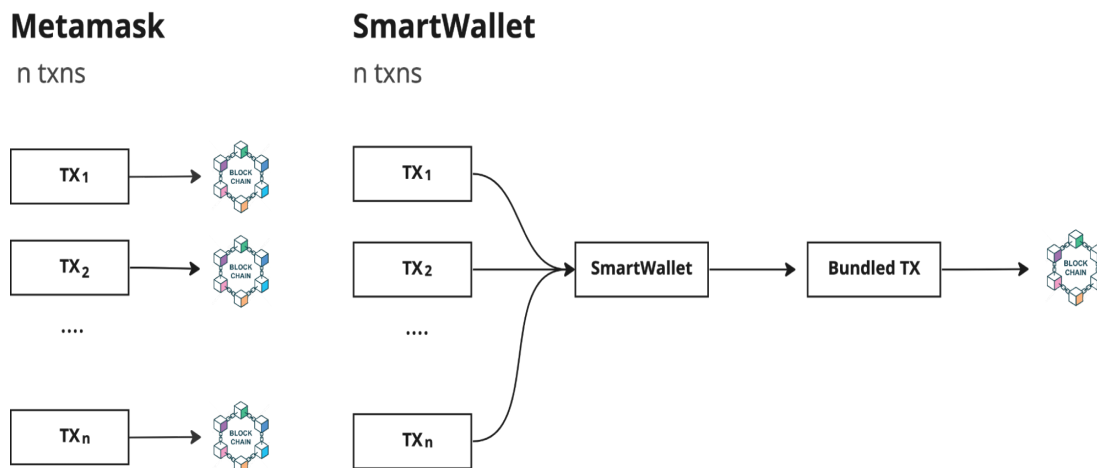 Metamask
n txns
TX1
BLOCK
CHAIN
TX2
BLOCK
CHAIN
....
TXn
BLOCK
CHAIN
SmartWallet
n txns
TX1
TX2
....
TXn
SmartWallet
Bundled TX
BLOCK
CHAIN